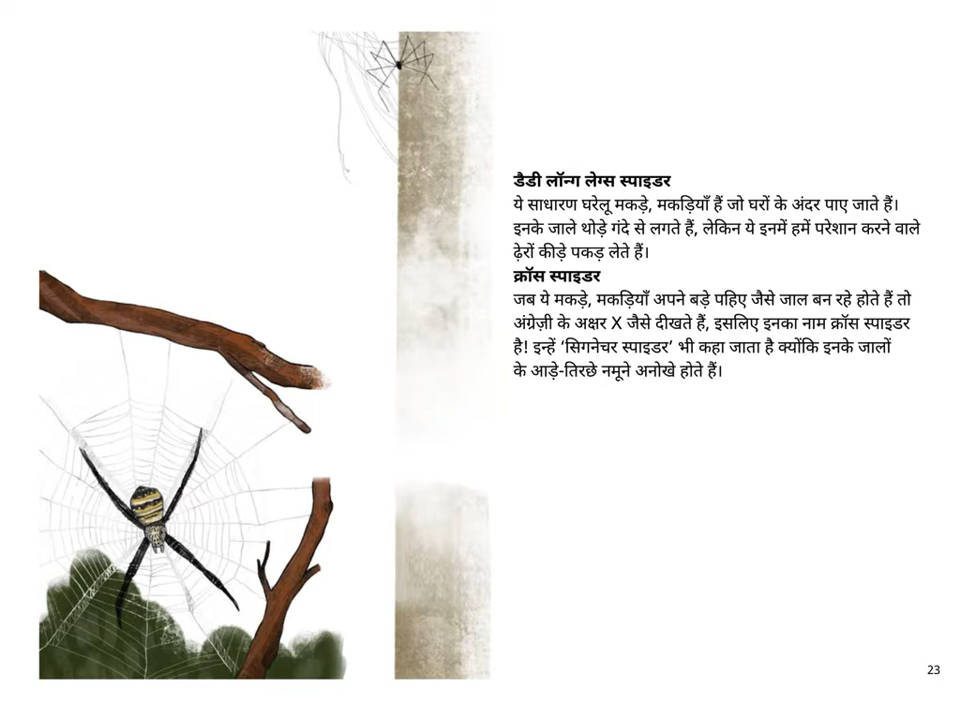 डैडी लॉन्ग लेग्स स्पाइडर
ये साधारण घरेलू मकड़े, मकड़ियाँ हैं जो घरों के अंदर पाए जाते हैं।
इनके जाले थोड़े गंदे से लगते हैं, लेकिन ये इनमें हमें परेशान करने वाले
ढ़ेरों कीड़े पकड़ लेते हैं।
क्रॉस स्पाइडर
जब ये मकड़े, मकड़ियाँ अपने बड़े पहिए जैसे जाल बन रहे होते हैं तो
अंग्रेज़ी के अक्षर X जैसे दीखते हैं, इसलिए इनका नाम क्रॉस स्पाइडर
है! इन्हें ‘सिगनेचर स्पाइडर’ भी कहा जाता है क्योंकि इनके जालों
के आड़े-तिरछे नमूने अनोखे होते हैं।
23